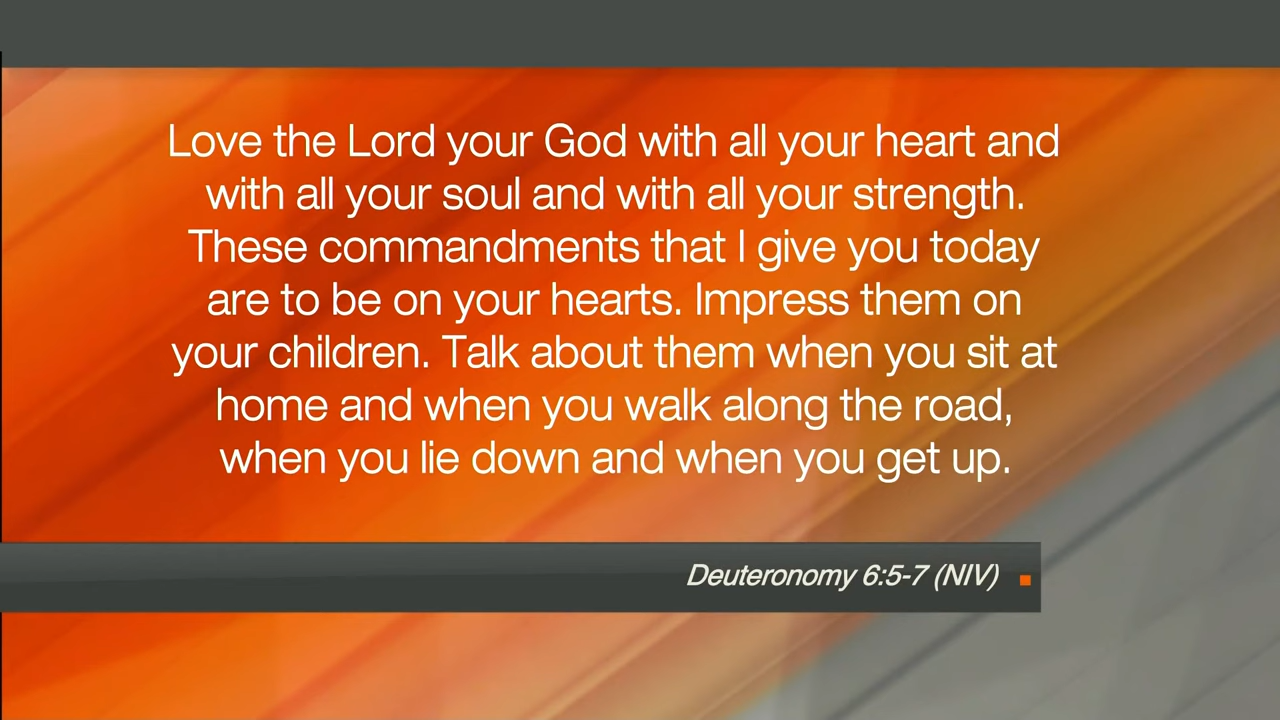 Love the Lord your God with all your heart and
with all your soul and with all your strength.
These commandments that I give you today
are to be on your hearts. Impress them on
your children. Talk about them when you sit at
home and when you walk along the road,
when you lie down and when you get up.
Deuteronomy 6:5-7 (NIV)